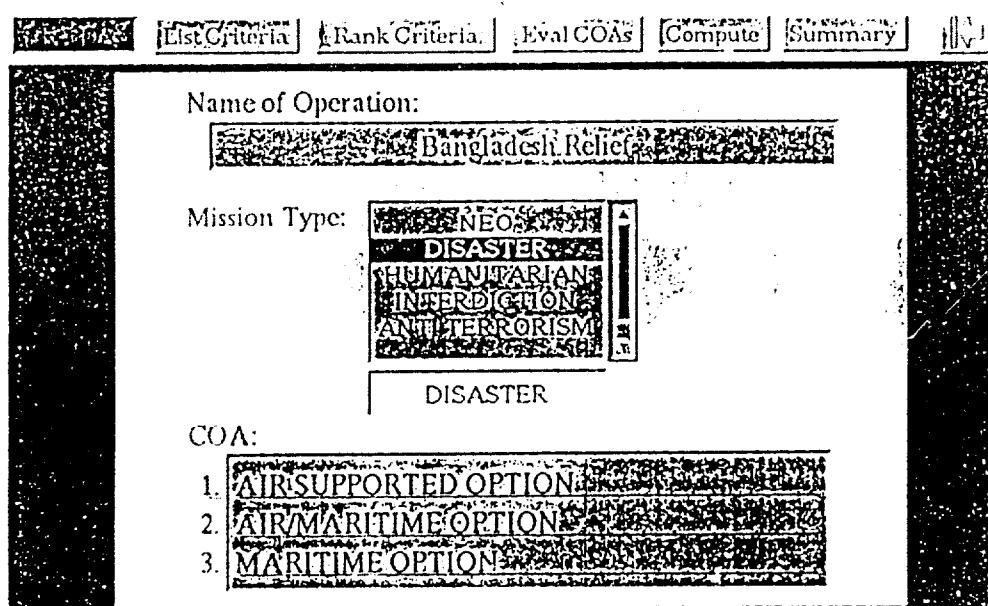 List Criteria Rank Criteria Eval COAs Compute Summary
Name of Operation:
Bangladesh Relief
Mission Type:
NEO
DISASTER
HUMANITARIAN
INTERDICTION
ANTI TERRORISM
DISASTER
COA:
1. AIR SUPPORTED OPTION
2. AIR/MARITIME OPTION
3. MARITIME OPTION